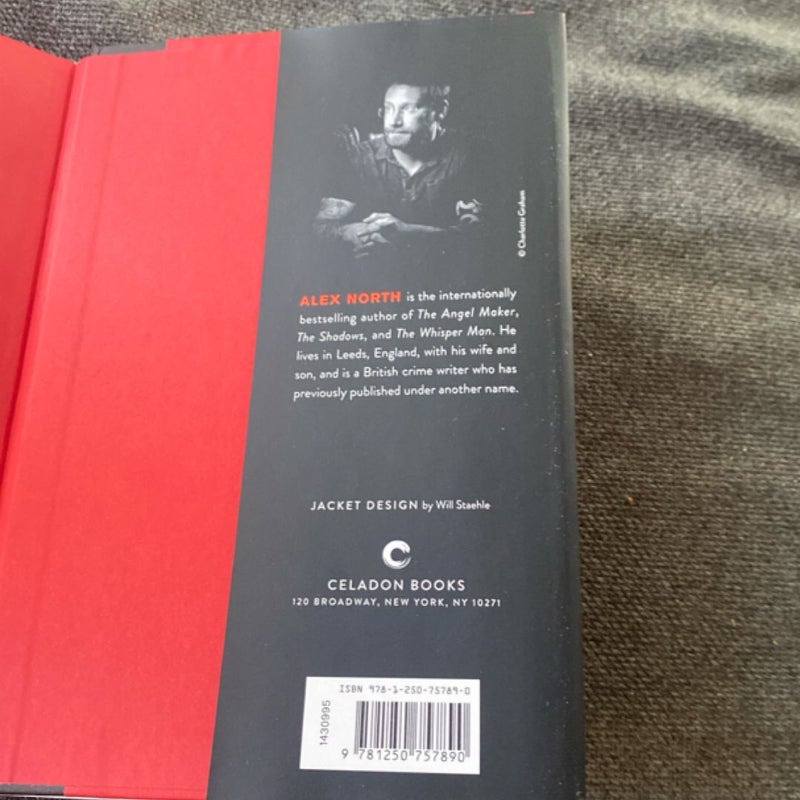 © Charlotte Graham
ALEX NORTH is the internationally
bestselling author of The Angel Maker,
The Shadows, and The Whisper Man. He
lives in Leeds, England, with his wife and
son, and is a British crime writer who has
previously published under another name.
JACKET DESIGN by Will Staehle
CELADON BOOKS
120 BROADWAY, NEW YORK, NY 10271
ISBN 978-1-250-75789-0
1430995
9 781250 757890